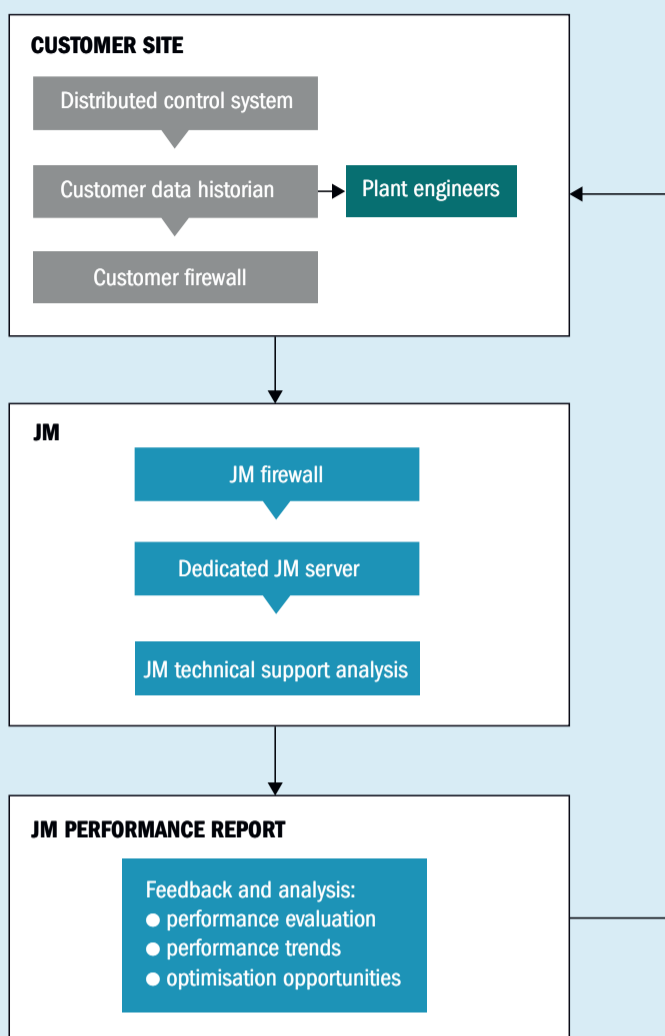 CUSTOMER SITE
Distributed control system
Customer data historian
Plant engineers
Customer firewall
JM
JM firewall
Dedicated JM server
JM technical support analysis
JM PERFORMANCE REPORT
Feedback and analysis:
● performance evaluation
● performance trends
● optimisation opportunities